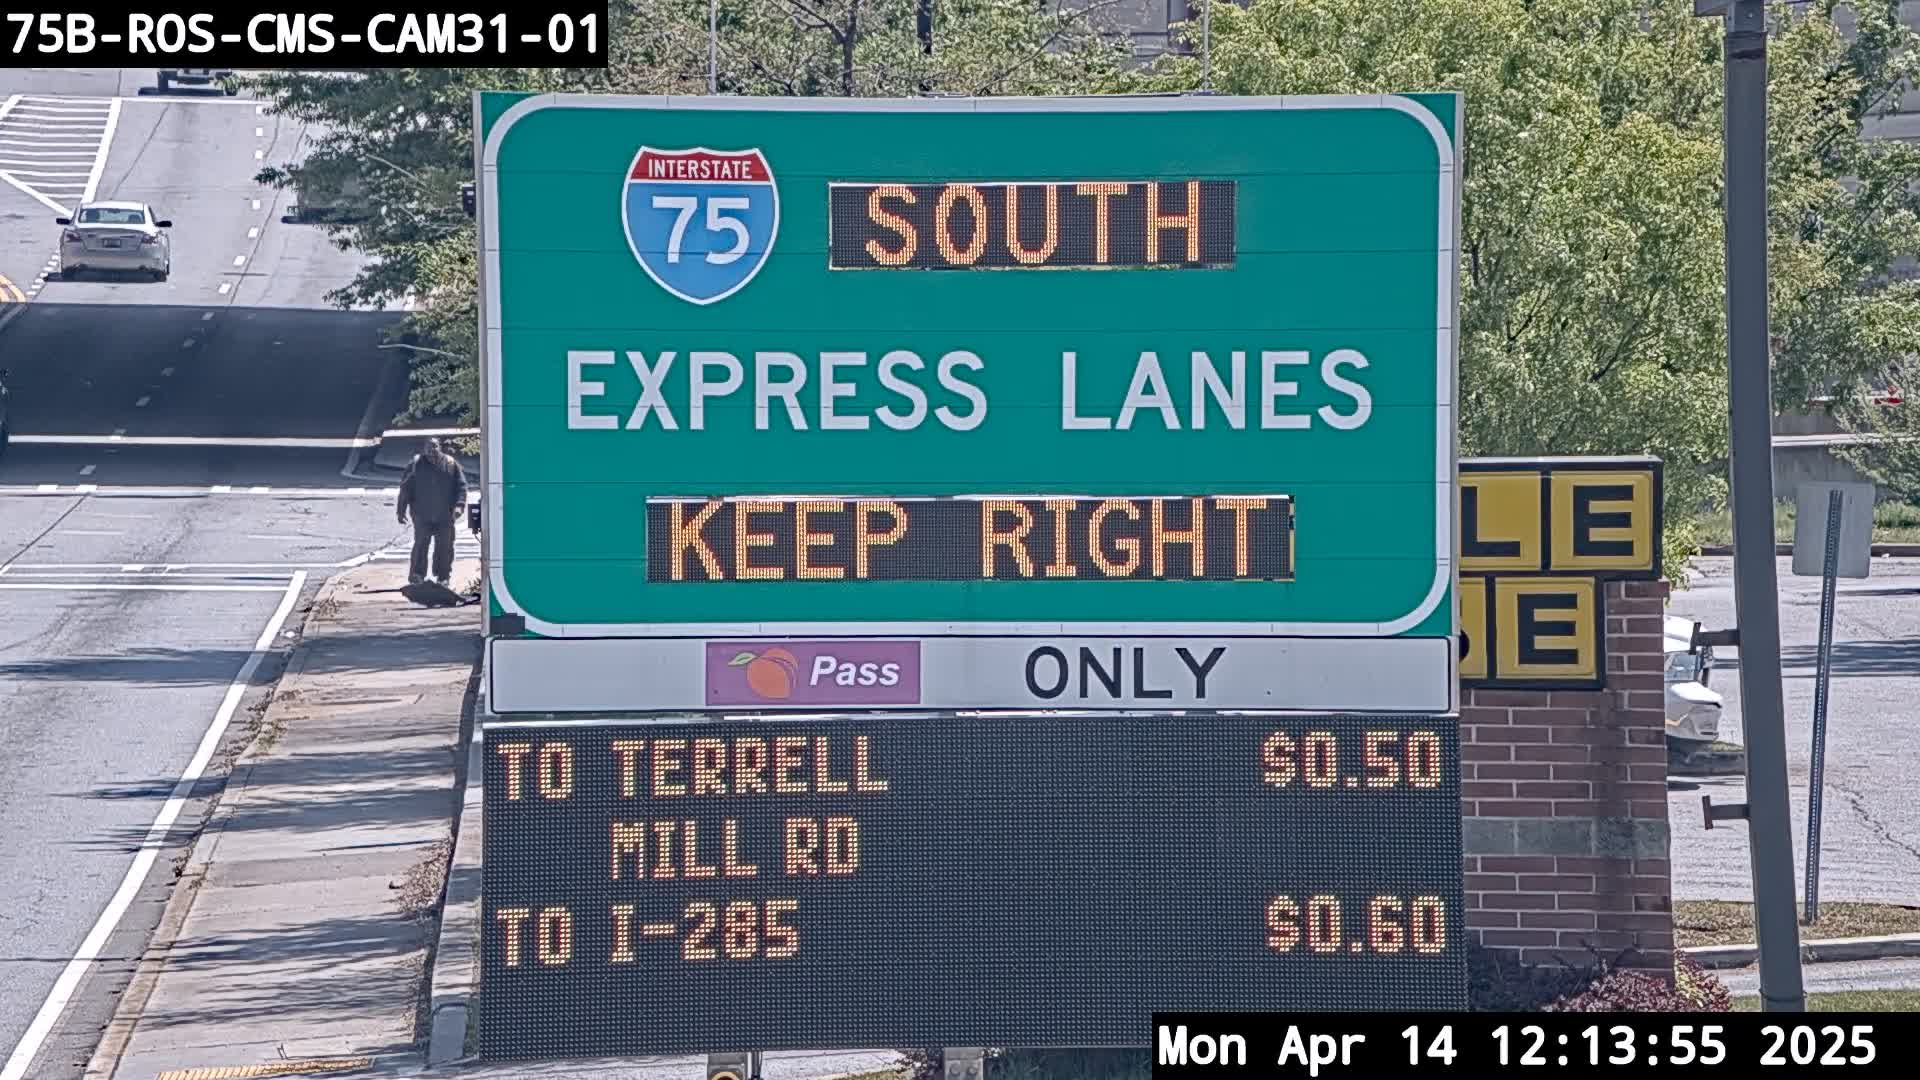 75B-ROS-CMS-CAM31-01
INTERSTATE
75
SOUTH
EXPRESS LANES
KEEP RIGHT
LE
E
Pass ONLY
TO TERRELL $0.50
MILL RD
TO I-285 $0.60
Mon Apr 14 12:13:55 2025